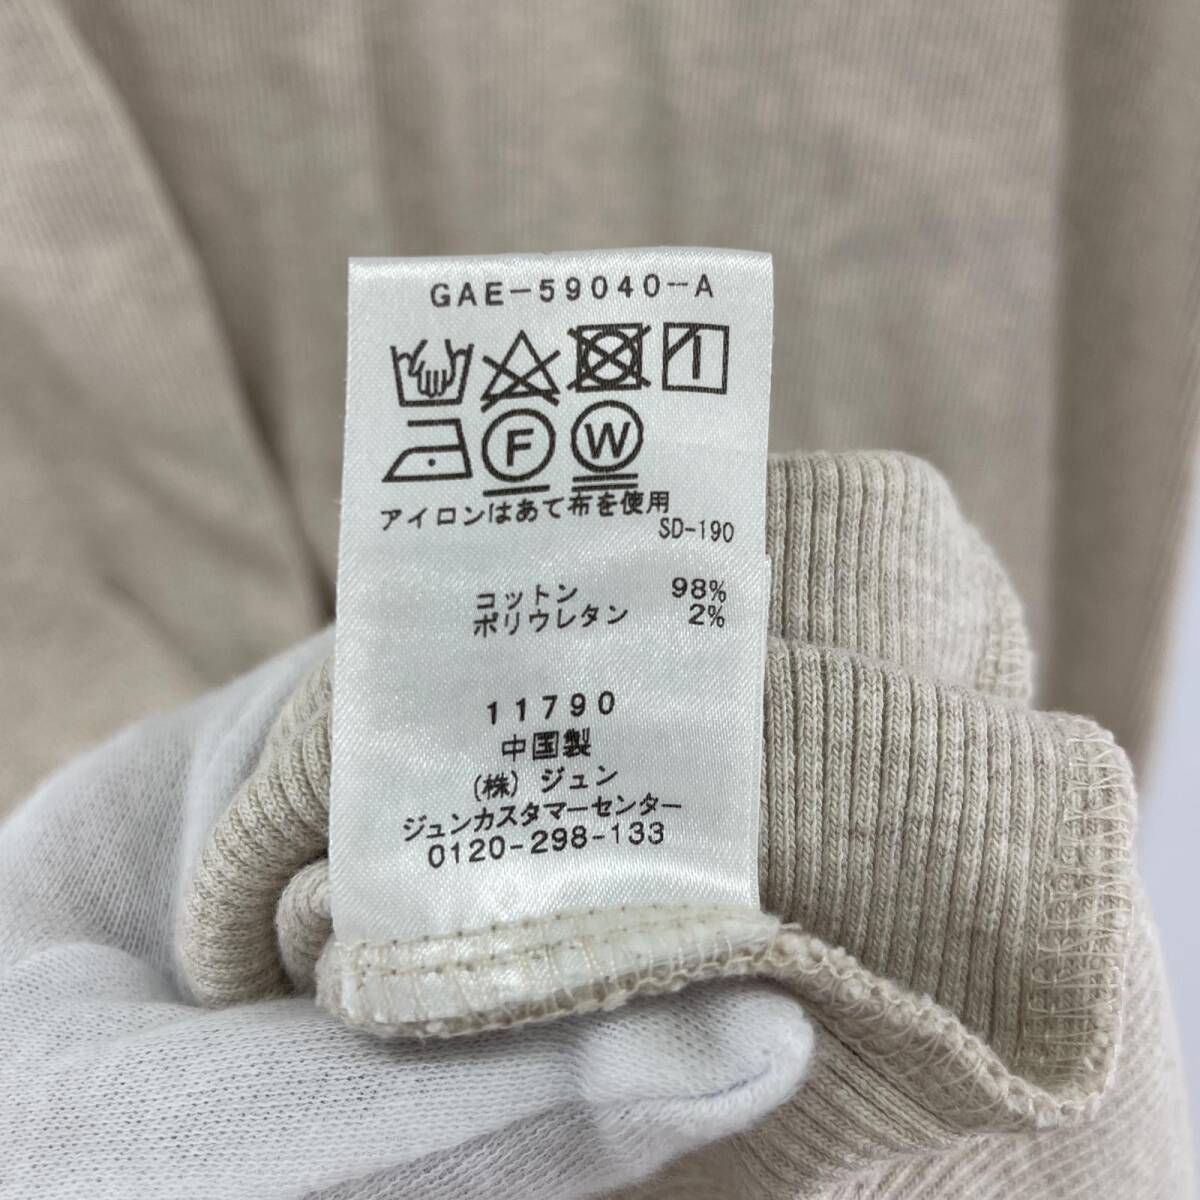 GAE-59040-A
F W
アイロンはあて布を使用
SD-190
コットン 98%
ポリウレタン 2%
11790
中国製
(株) ジュン
ジュンカスタマーセンター
0120-298-133